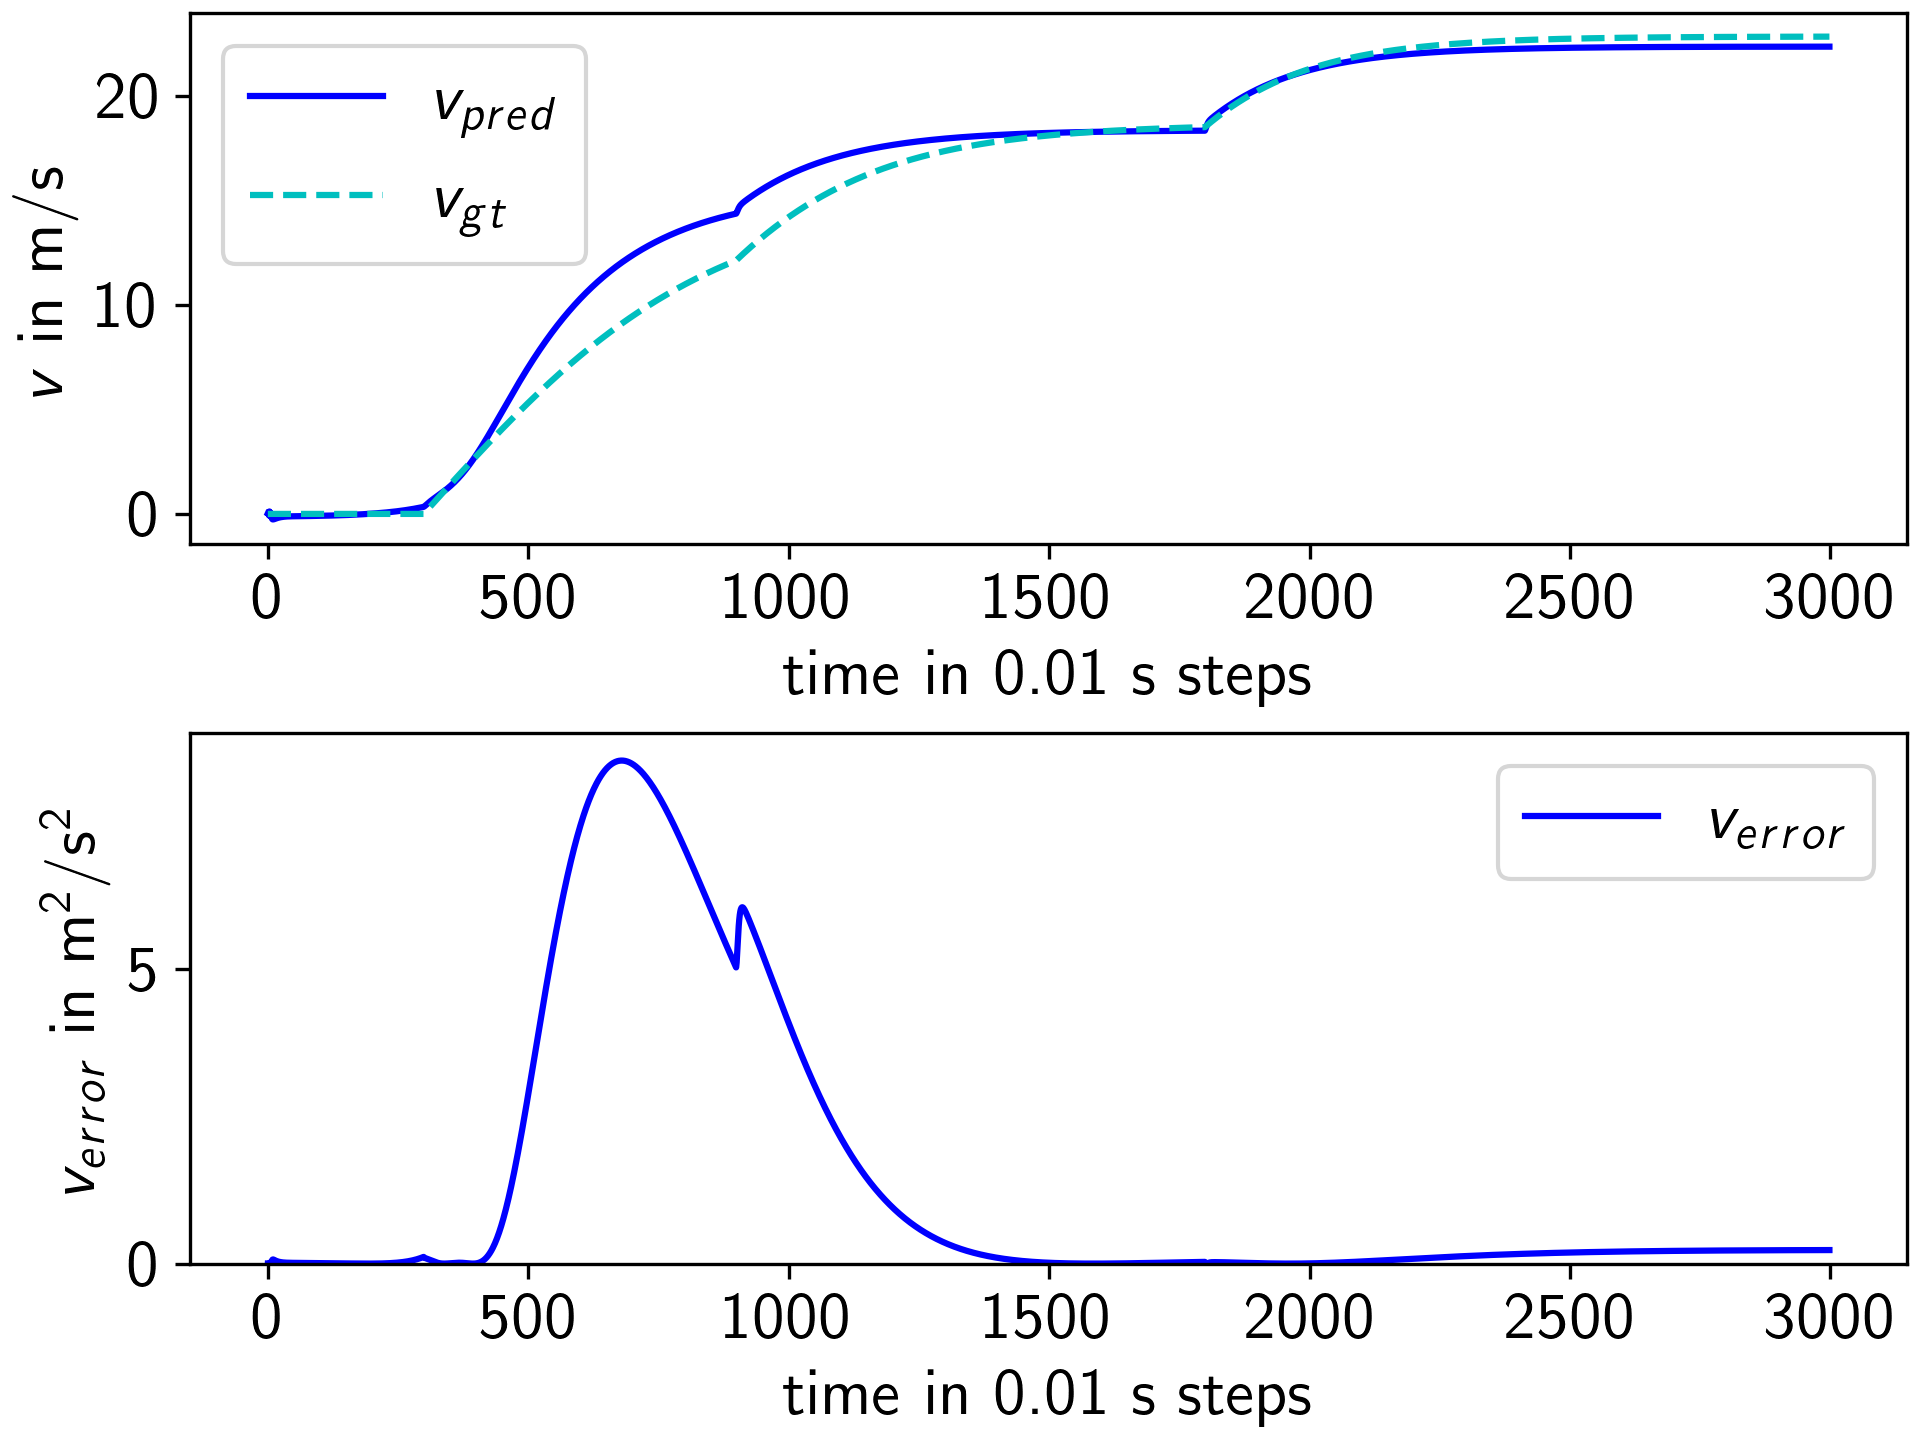 v in m/s
20
10
0
v_pred
v_gt
0 500 1000 1500 2000 2500 3000
time in 0.01 s steps
v_error in m²/s²
5
0
v_error
0 500 1000 1500 2000 2500 3000
time in 0.01 s steps